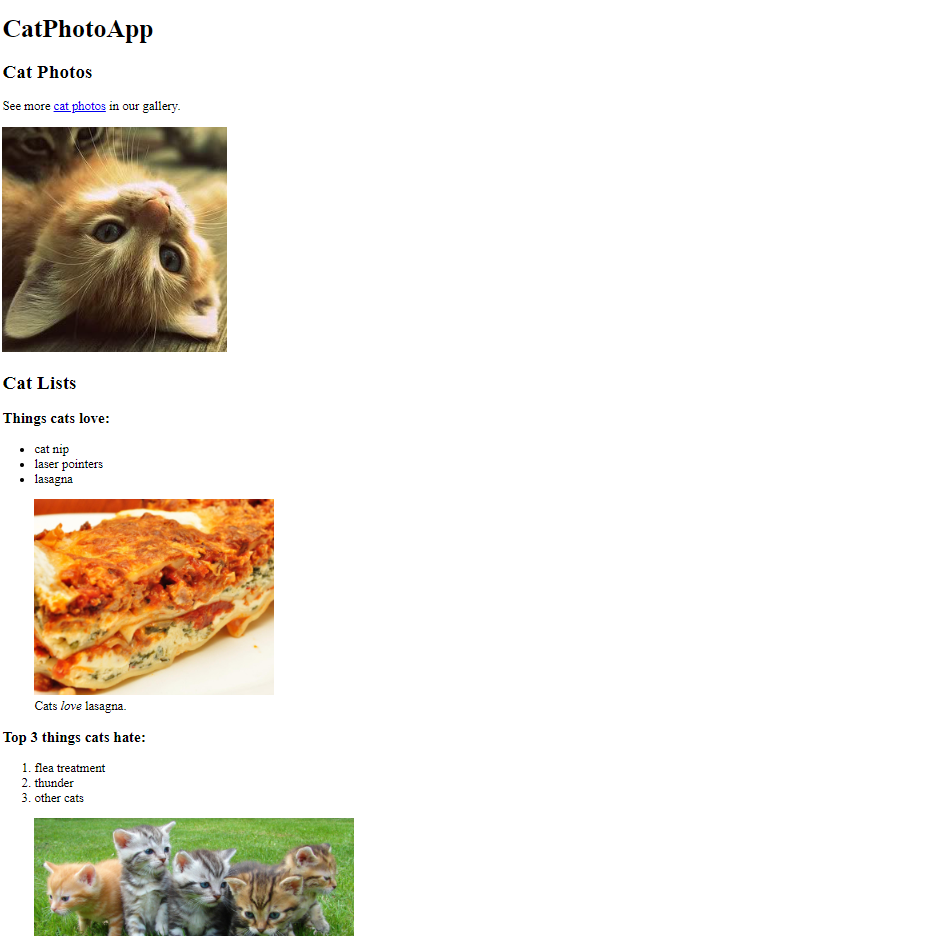 CatPhotoApp
Cat Photos
See more cat photos in our gallery.
Cat Lists
Things cats love:
• cat nip
• laser pointers
• lasagna
Cats love lasagna.
Top 3 things cats hate:
1. flea treatment
2. thunder
3. other cats